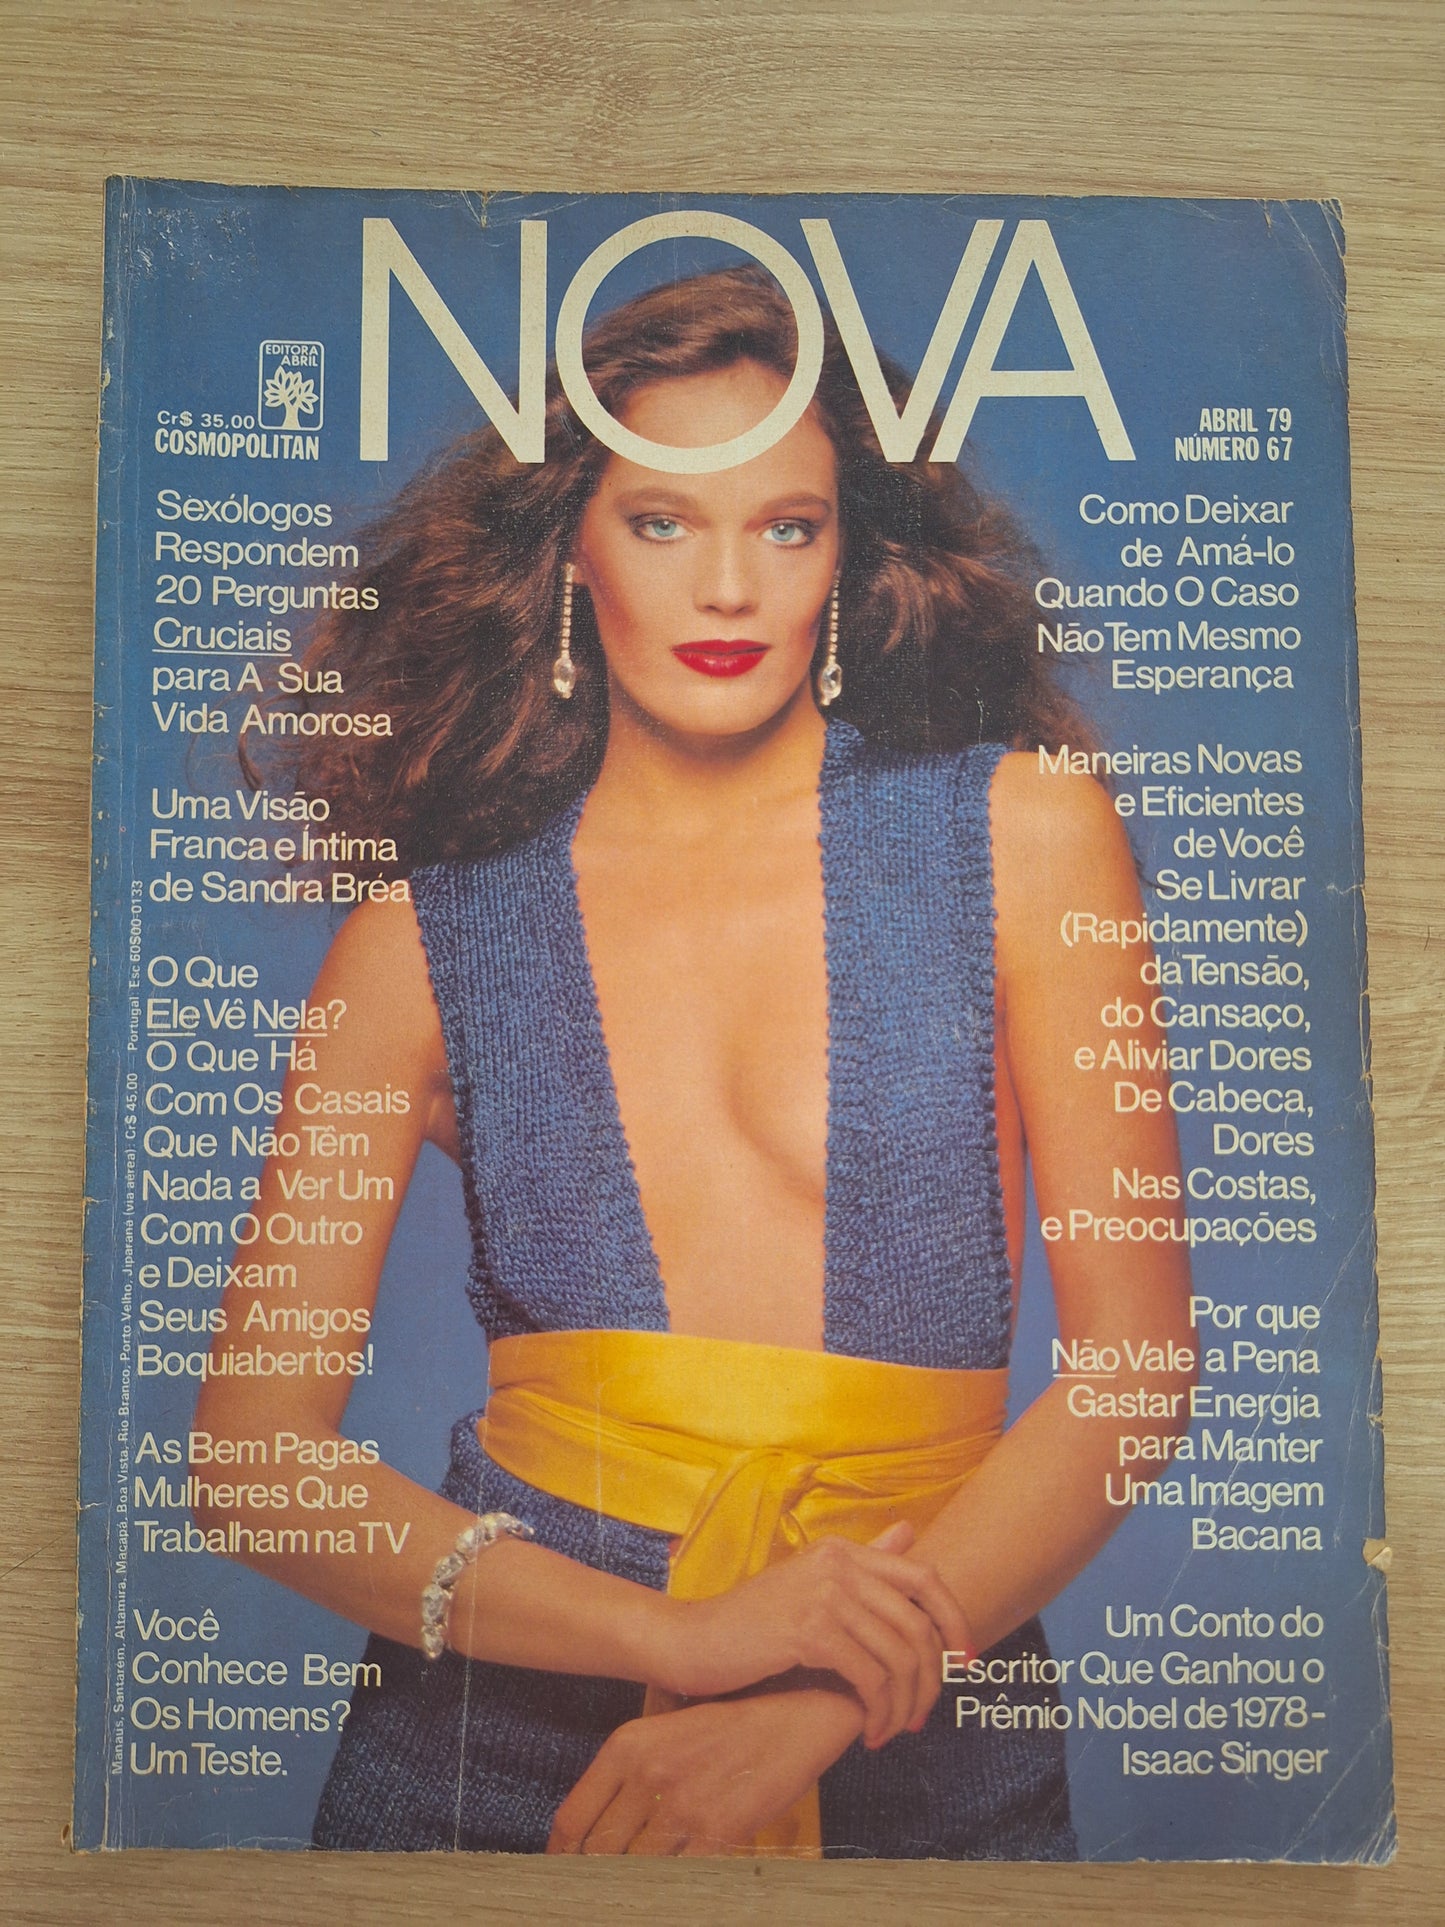 NOVA
EDITORA
ABRIL
Cr$ 35,00
COSMOPOLITAN
ABRIL 79
NÚMERO 67
Sexólogos
Respondem
20 Perguntas
Cruciais
para A Sua
Vida Amorosa
Uma Visão
Franca e Íntima
de Sandra Bréa
O Que
Ele Vê Nela?
O Que Há
Com Os Casais
Que Não Têm
Nada a Ver Um
Com O Outro
e Deixam
Seus Amigos
Boquiabertos!
As Bem Pagas
Mulheres Que
Trabalham na TV
Você
Conhece Bem
Os Homens?
Um Teste.
Manaus, Santarém, Altamira, Macapá, Boa Vista, Rio Branco, Porto Velho, Jiparaná (via aérea): Cr$ 45,00 Portugal: Esc 60S00-0133
Como Deixar
de Amá-lo
Quando O Caso
Não Tem Mesmo
Esperança
Maneiras Novas
e Eficientes
de Você
Se Livrar
(Rapidamente)
da Tensão,
do Cansaço,
e Aliviar Dores
De Cabeca,
Dores
Nas Costas,
e Preocupações
Por que
Não Vale a Pena
Gastar Energia
para Manter
Uma Imagem
Bacana
Um Conto do
Escritor Que Ganhou o
Prêmio Nobel de 1978-
Isaac Singer